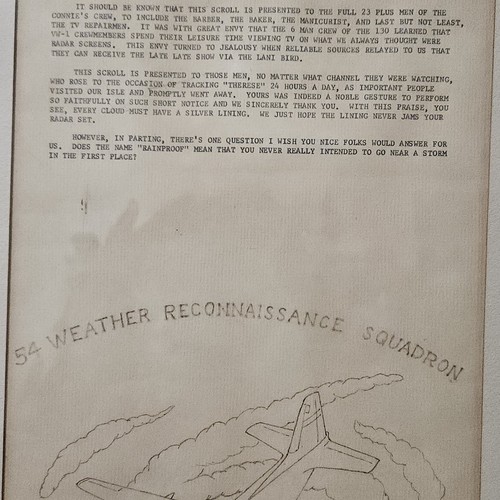 IT SHOULD BE KNOWN THAT THIS SCROLL IS PRESENTED TO THE FULL 23 PLUS MEN OF THE
CONNIE'S CREW, TO INCLUDE THE BARBER, THE BAKER, THE MANICURIST, AND LAST BUT NOT LEAST,
THE TV REPAIRMEN. IT WAS WITH GREAT ENVY THAT THE 6 MAN CREW OF THE 130 LEARNED THAT
VW-1 CREWMEMBERS SPEND THEIR LEISURE TIME VIEWING TV ON WHAT WE ALWAYS THOUGHT WERE
RADAR SCREENS. THIS ENVY TURNED TO JEALOUSY WHEN RELIABLE SOURCES RELAYED TO US THAT
THEY CAN RECEIVE THE LATE LATE SHOW VIA THE LANI BIRD.
THIS SCROLL IS PRESENTED TO THOSE MEN, NO MATTER WHAT CHANNEL THEY WERE WATCHING,
WHO ROSE TO THE OCCASION OF TRACKING "THERESE" 24 HOURS A DAY, AS IMPORTANT PEOPLE
VISITED OUR ISLE AND PROMPTLY WENT AWAY. YOURS WAS INDEED A NOBLE GESTURE TO PERFORM
SO FAITHFULLY ON SUCH SHORT NOTICE AND WE SINCERELY THANK YOU. WITH THIS PRAISE, YOU
SEE, EVERY CLOUD MUST HAVE A SILVER LINING. WE JUST HOPE THE LINING NEVER JAMS YOUR
RADAR SET.
HOWEVER, IN PARTING, THERE'S ONE QUESTION I WISH YOU NICE FOLKS WOULD ANSWER FOR
US. DOES THE NAME "RAINPROOF" MEAN THAT YOU NEVER REALLY INTENDED TO GO NEAR A STORM
IN THE FIRST PLACE?
54 WEATHER RECONNAISSANCE SQUADRON